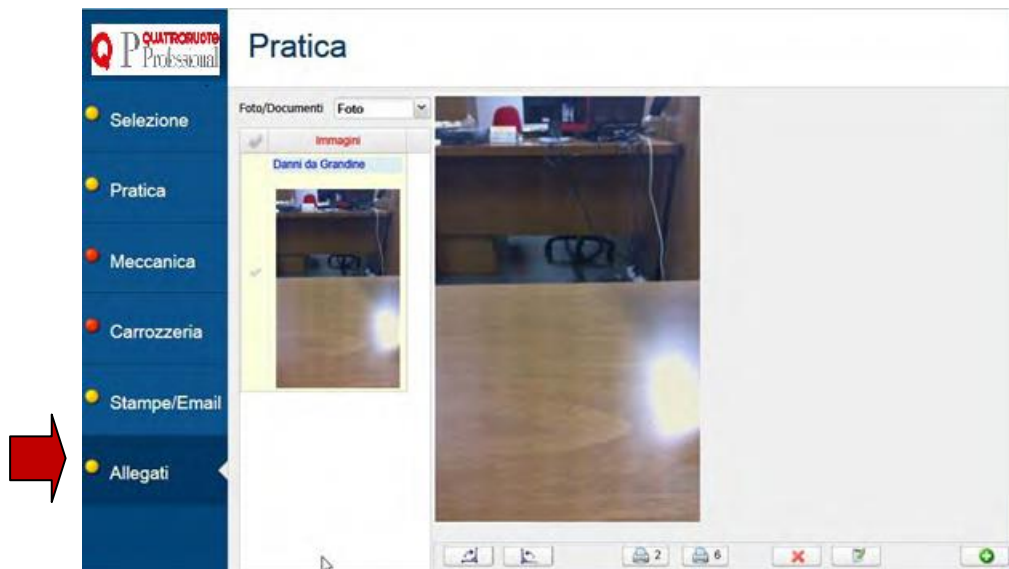 QUATTRORUOTE
QP Professional
Pratica
Selezione
Pratica
Meccanica
Carrozzeria
Stampe/Email
Allegati
Foto/Documenti Foto
Immagini
Danni da Grandine
2
6